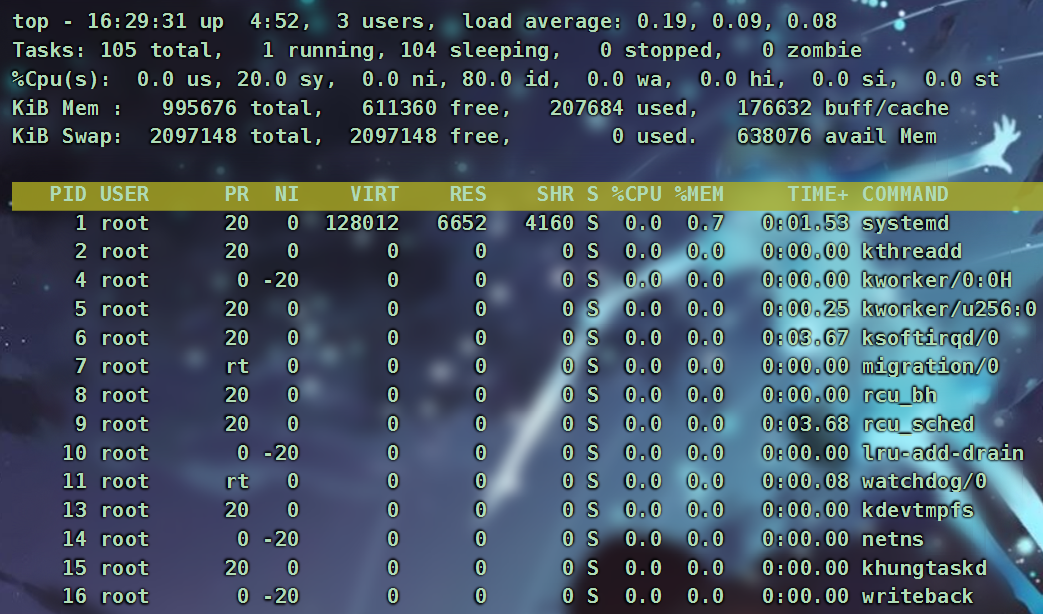 top - 16:29:31 up  4:52,  3 users,  load average: 0.19, 0.09, 0.08
Tasks: 105 total,   1 running, 104 sleeping,   0 stopped,   0 zombie
%Cpu(s):  0.0 us, 20.0 sy,  0.0 ni, 80.0 id,  0.0 wa,  0.0 hi,  0.0 si,  0.0 st
KiB Mem :   995676 total,   611360 free,   207684 used,   176632 buff/cache
KiB Swap:  2097148 total,  2097148 free,        0 used.   638076 avail Mem
PID USER      PR  NI    VIRT    RES    SHR S %CPU %MEM     TIME+ COMMAND
1 root      20   0  128012   6652   4160 S  0.0  0.7   0:01.53 systemd
2 root      20   0       0      0      0 S  0.0  0.0   0:00.00 kthreadd
4 root       0 -20       0      0      0 S  0.0  0.0   0:00.00 kworker/0:0H
5 root      20   0       0      0      0 S  0.0  0.0   0:00.25 kworker/u256:0
6 root      20   0       0      0      0 S  0.0  0.0   0:03.67 ksoftirqd/0
7 root      rt   0       0      0      0 S  0.0  0.0   0:00.00 migration/0
8 root      20   0       0      0      0 S  0.0  0.0   0:00.00 rcu_bh
9 root      20   0       0      0      0 S  0.0  0.0   0:03.68 rcu_sched
10 root       0 -20       0      0      0 S  0.0  0.0   0:00.00 lru-add-drain
11 root      rt   0       0      0      0 S  0.0  0.0   0:00.08 watchdog/0
13 root      20   0       0      0      0 S  0.0  0.0   0:00.00 kdevtmpfs
14 root       0 -20       0      0      0 S  0.0  0.0   0:00.00 netns
15 root      20   0       0      0      0 S  0.0  0.0   0:00.00 khungtaskd
16 root       0 -20       0      0      0 S  0.0  0.0   0:00.00 writeback